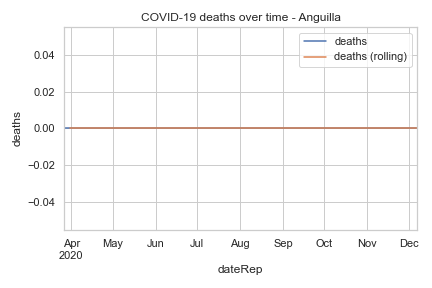 COVID-19 deaths over time - Anguilla
deaths
deaths (rolling)
0.04
0.02
0.00
−0.02
−0.04
deaths
Apr May Jun Jul Aug Sep Oct Nov Dec
2020
dateRep